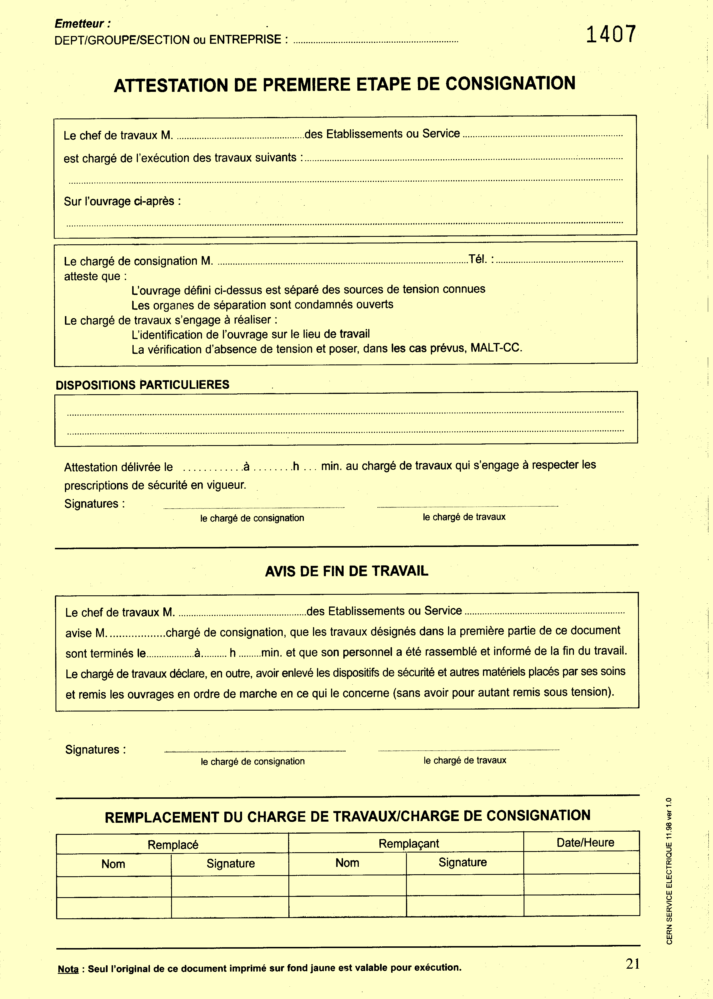 Emetteur :
DEPT/GROUPE/SECTION ou ENTREPRISE : ........................................
1407
ATTESTATION DE PREMIERE ETAPE DE CONSIGNATION
Le chef de travaux M. ........................................des Etablissements ou Service ........................................
est chargé de l'exécution des travaux suivants :........................................
........................................
Sur l'ouvrage ci-après :
........................................
Le chargé de consignation M. ........................................Tél. :........................................
atteste que :
L'ouvrage défini ci-dessus est séparé des sources de tension connues
Les organes de séparation sont condamnés ouverts
Le chargé de travaux s'engage à réaliser :
L'identification de l'ouvrage sur le lieu de travail
La vérification d'absence de tension et poser, dans les cas prévus, MALT-CC.
DISPOSITIONS PARTICULIERES
........................................
........................................
Attestation délivrée le ............à ........h ... min. au chargé de travaux qui s'engage à respecter les
prescriptions de sécurité en vigueur.
Signatures : ........................................ ........................................
le chargé de consignation le chargé de travaux
AVIS DE FIN DE TRAVAIL
Le chef de travaux M. ........................................des Etablissements ou Service ........................................
avise M...................chargé de consignation, que les travaux désignés dans la première partie de ce document
sont terminés le..................à......... h .........min. et que son personnel a été rassemblé et informé de la fin du travail.
Le chargé de travaux déclare, en outre, avoir enlevé les dispositifs de sécurité et autres matériels placés par ses soins
et remis les ouvrages en ordre de marche en ce qui le concerne (sans avoir pour autant remis sous tension).
Signatures : ........................................ ........................................
le chargé de consignation le chargé de travaux
REMPLACEMENT DU CHARGE DE TRAVAUX/CHARGE DE CONSIGNATION
Remplacé Remplaçant Date/Heure
Nom Signature Nom Signature
CERN SERVICE ELECTRIQUE 11.98 ver 1.0
Nota : Seul l'original de ce document imprimé sur fond jaune est valable pour exécution.
21